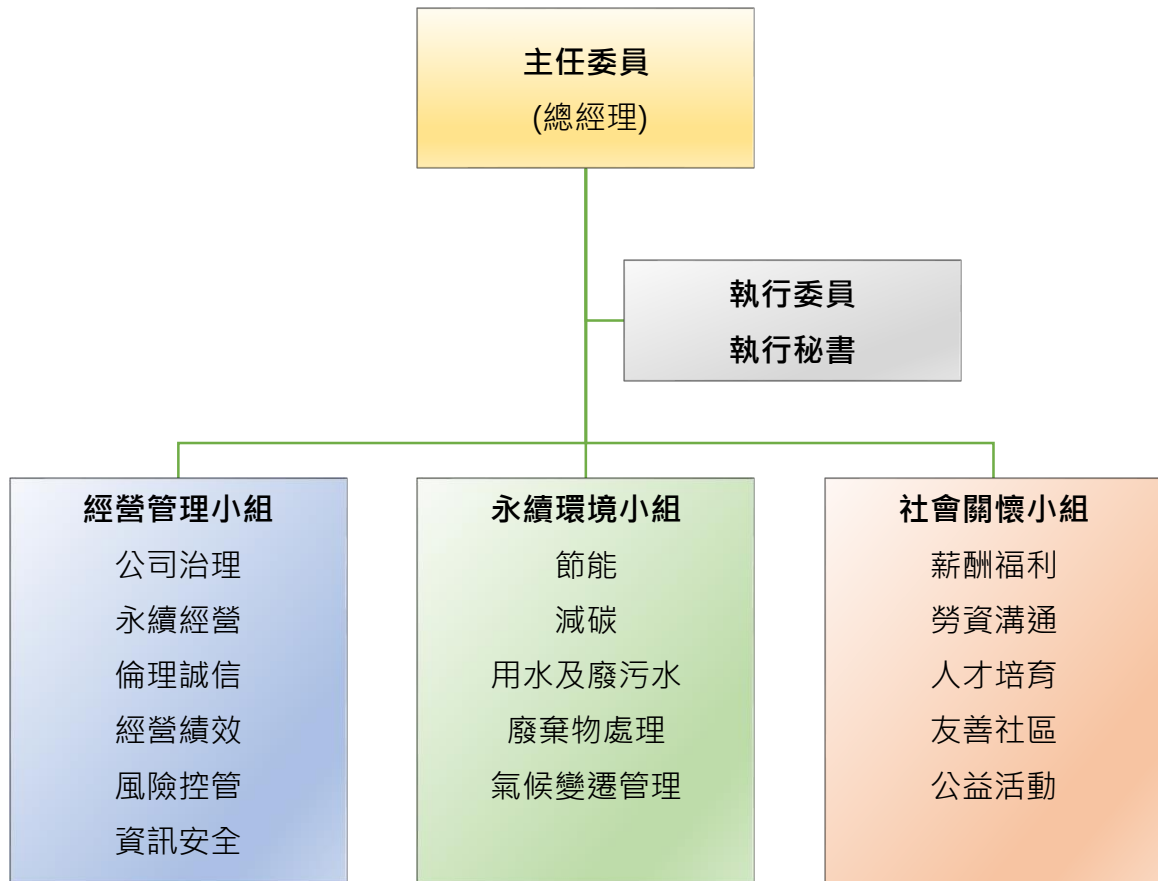 主任委員
(總經理)
執行委員
執行秘書
經營管理小組
公司治理
永續經營
倫理誠信
經營績效
風險控管
資訊安全
永續環境小組
節能
減碳
用水及廢污水
廢棄物處理
氣候變遷管理
社會關懷小組
薪酬福利
勞資溝通
人才培育
友善社區
公益活動